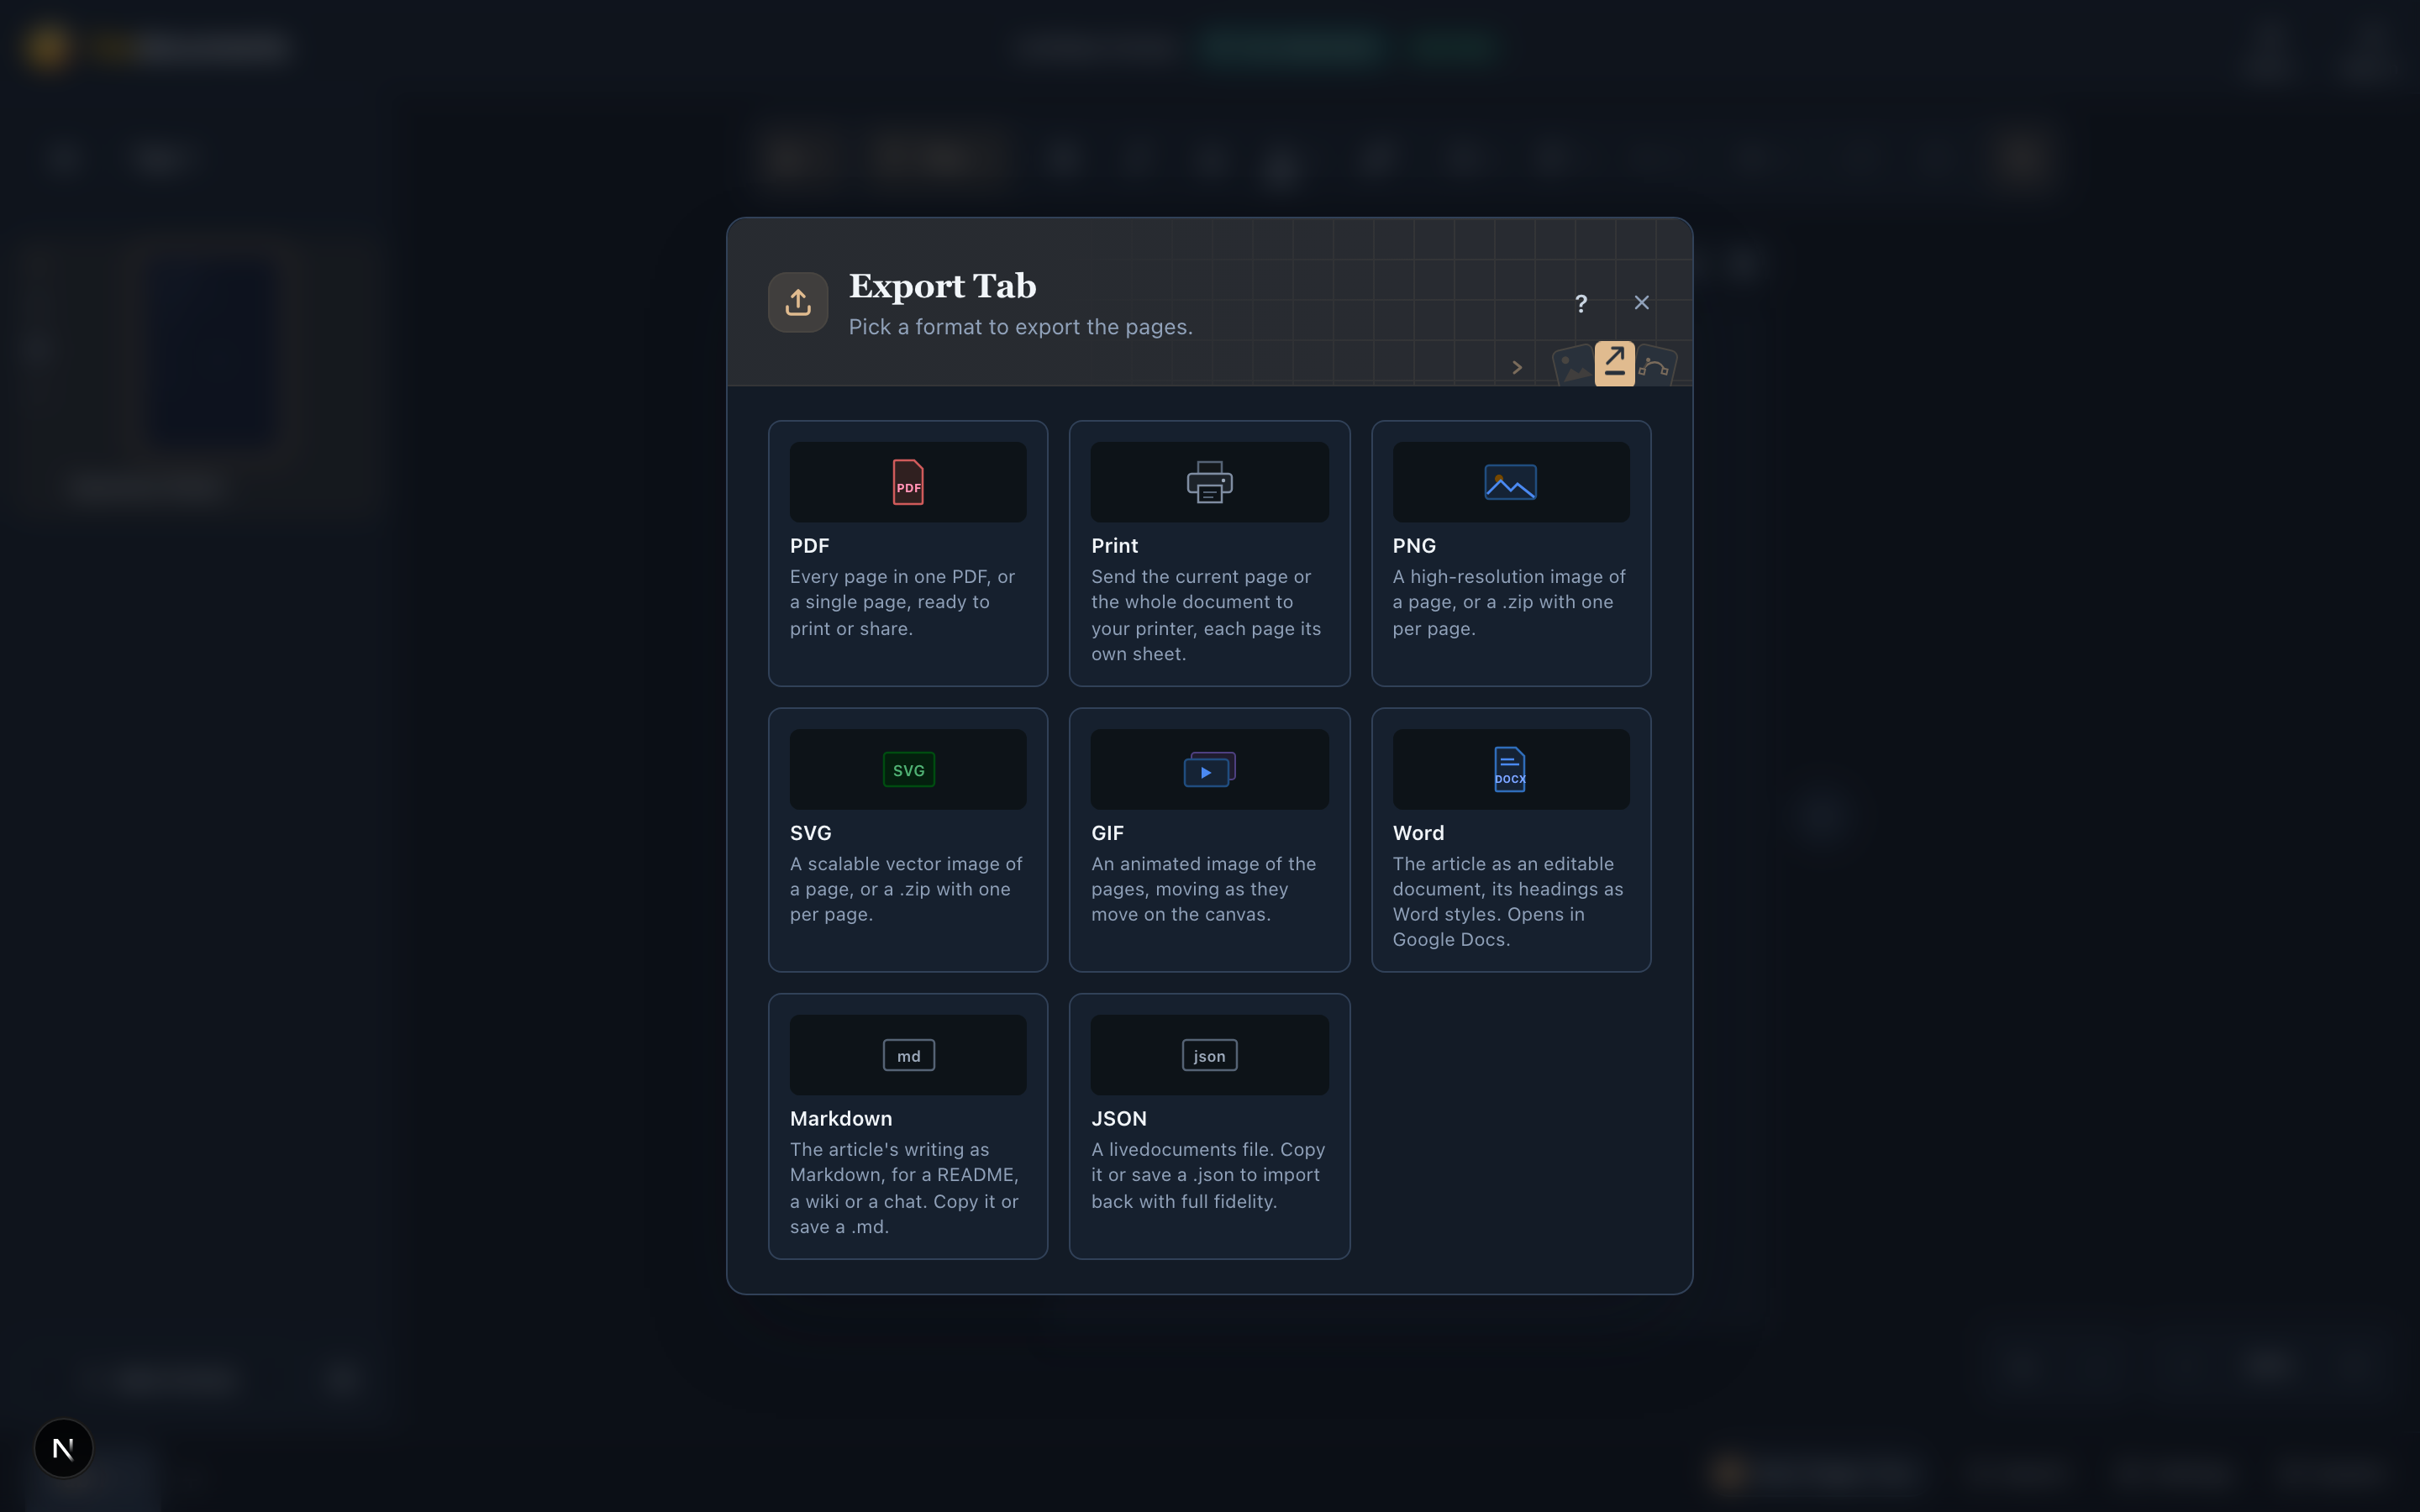 Export Tab
Pick a format to export the pages.
?
PDF
PDF
Every page in one PDF, or
a single page, ready to
print or share.
Print
Send the current page or
the whole document to
your printer, each page its
own sheet.
PNG
A high-resolution image of
a page, or a .zip with one
per page.
SVG
SVG
A scalable vector image of
a page, or a .zip with one
per page.
GIF
An animated image of the
pages, moving as they
move on the canvas.
DOCX
Word
The article as an editable
document, its headings as
Word styles. Opens in
Google Docs.
md
Markdown
The article's writing as
Markdown, for a README,
a wiki or a chat. Copy it or
save a .md.
json
JSON
A livedocuments file. Copy
it or save a .json to import
back with full fidelity.
N